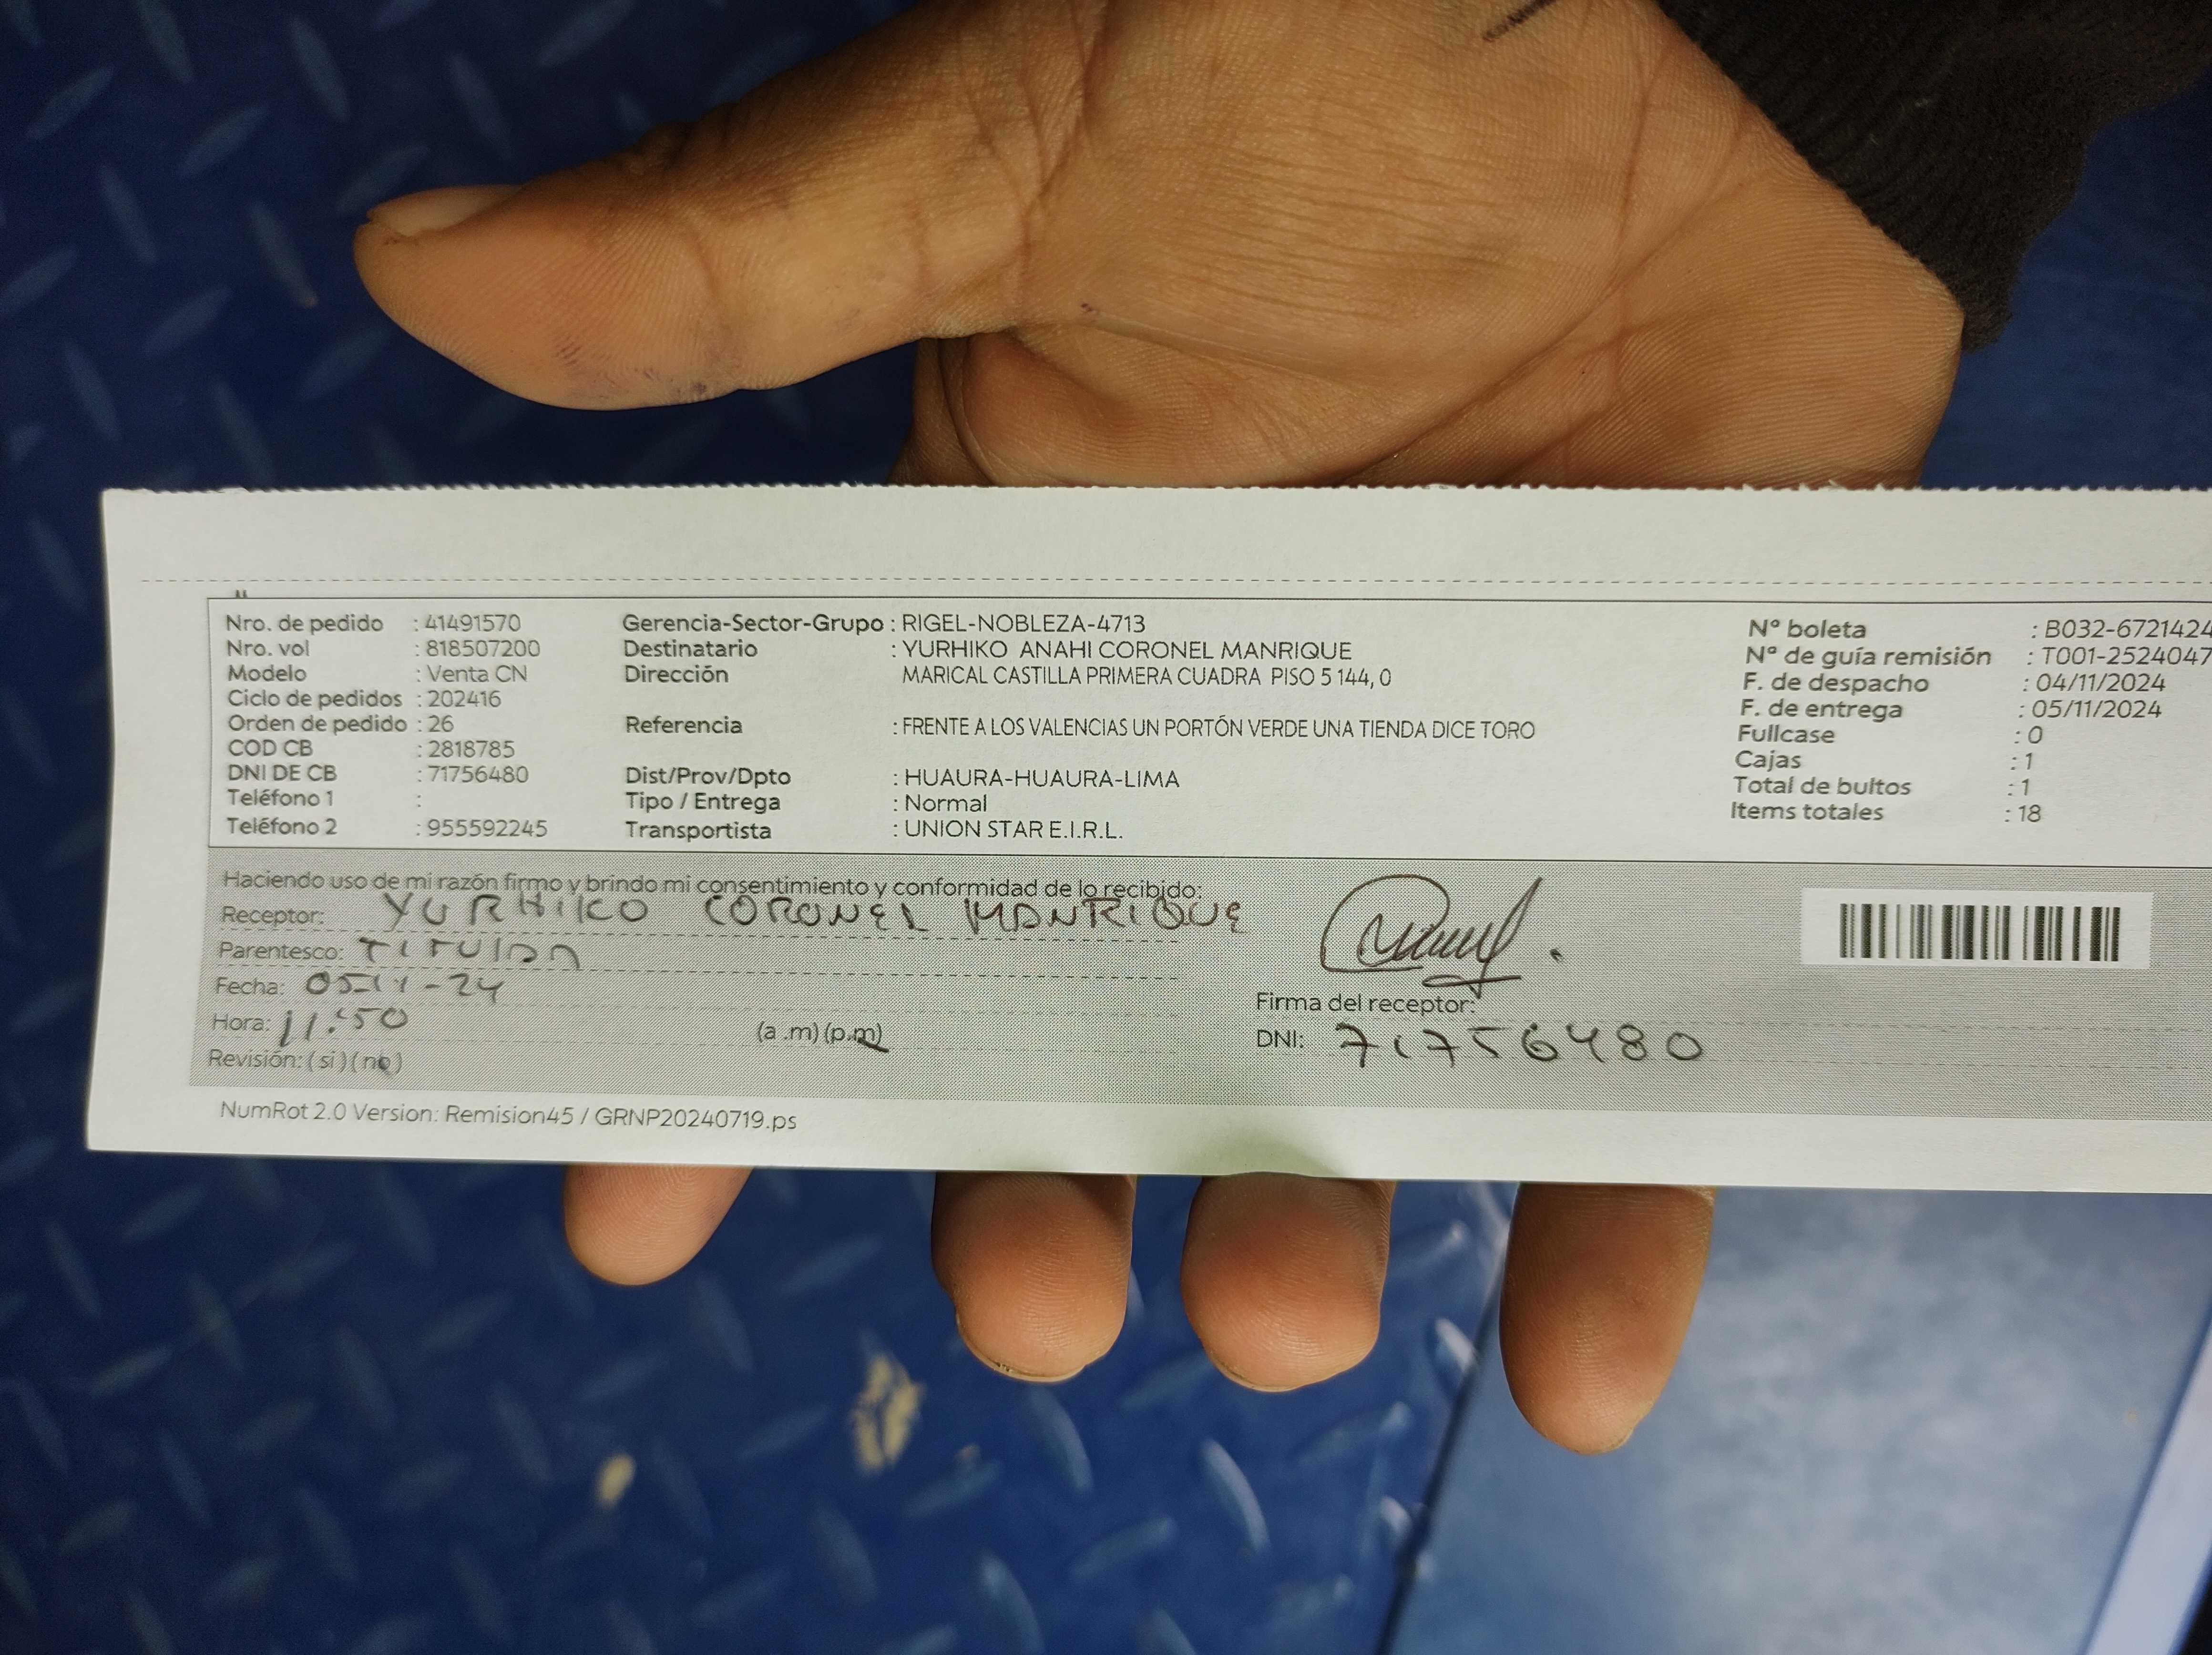 Nro. de pedido : 41491570 Gerencia-Sector-Grupo : RIGEL-NOBLEZA-4713 N° boleta : B032-6721424
Nro. vol : 818507200 Destinatario : YURHIKO ANAHI CORONEL MANRIQUE N° de guía remisión : T001-2524047
Modelo : Venta CN Dirección MARICAL CASTILLA PRIMERA CUADRA PISO 5 144, 0 F. de despacho : 04/11/2024
Ciclo de pedidos : 202416 F. de entrega : 05/11/2024
Orden de pedido : 26 Referencia : FRENTE A LOS VALENCIAS UN PORTÓN VERDE UNA TIENDA DICE TORO Fullcase : 0
COD CB : 2818785 Cajas : 1
DNI DE CB : 71756480 Dist/Prov/Dpto : HUAURA-HUAURA-LIMA Total de bultos : 1
Teléfono 1 : Tipo / Entrega : Normal Items totales : 18
Teléfono 2 : 955592245 Transportista : UNION STAR E.I.R.L.
Haciendo uso de mi razón firmo y brindo mi consentimiento y conformidad de lo recibido:
Receptor: YURHIKO CORONEL MANRIQUE
Parentesco: TITULAR
Fecha: 05-11-24
Firma del receptor:
Hora: 11:50 (a .m) (p.m)
DNI: 71756480
Revisión: ( si ) ( no )
NumRot 2.0 Version: Remision45 / GRNP20240719.ps